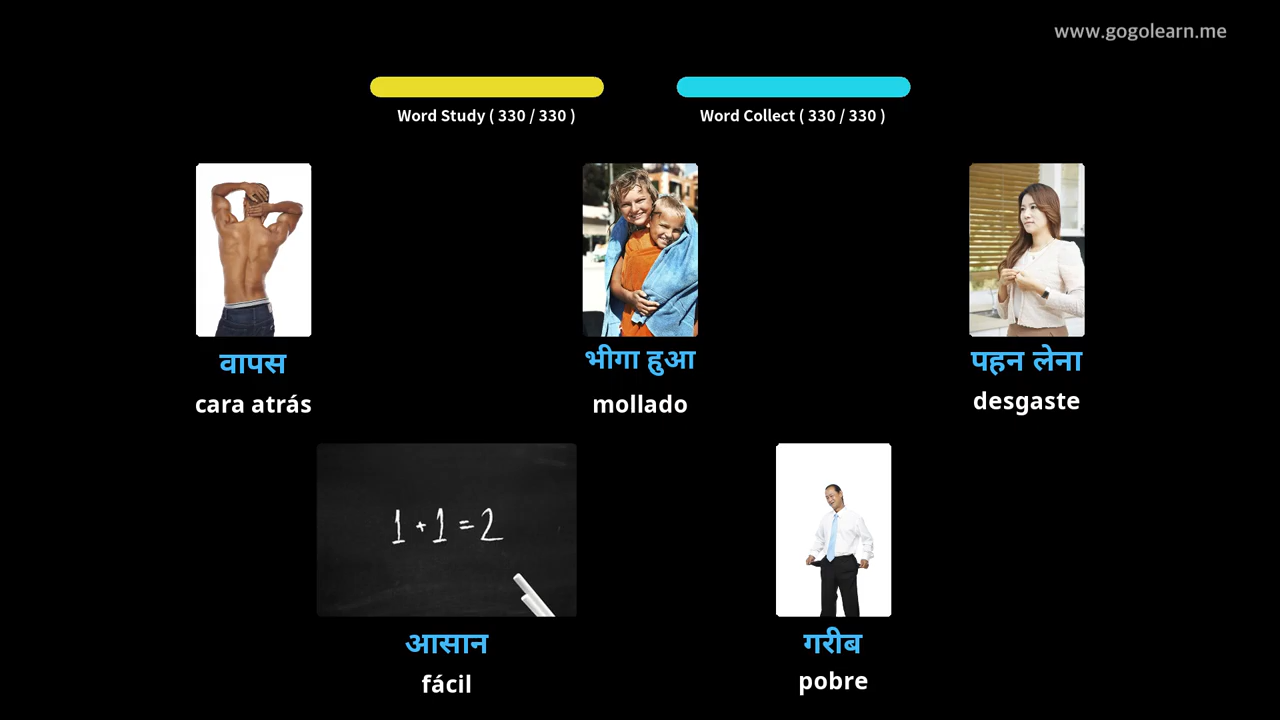 www.gogolearn.me
Word Study ( 330 / 330 )
Word Collect ( 330 / 330 )
वापस
cara atrás
भीगा हुआ
mollado
पहन लेना
desgaste
1 + 1 = 2
आसान
fácil
गरीब
pobre